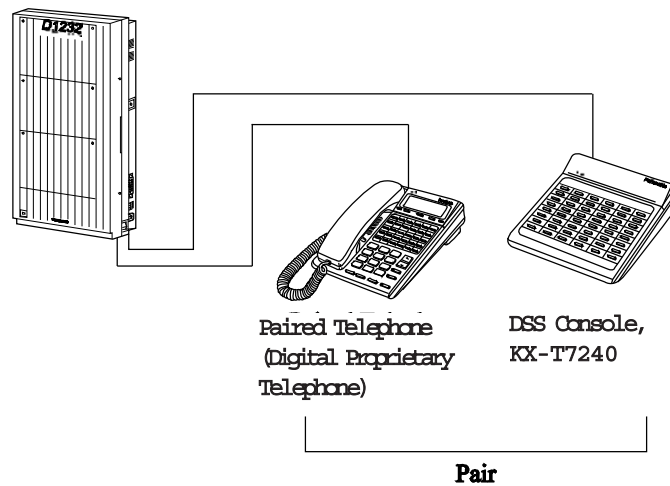 D1232
Paired Telephone
(Digital Proprietary
Telephone)
DSS Console,
KX-T7240
Pair